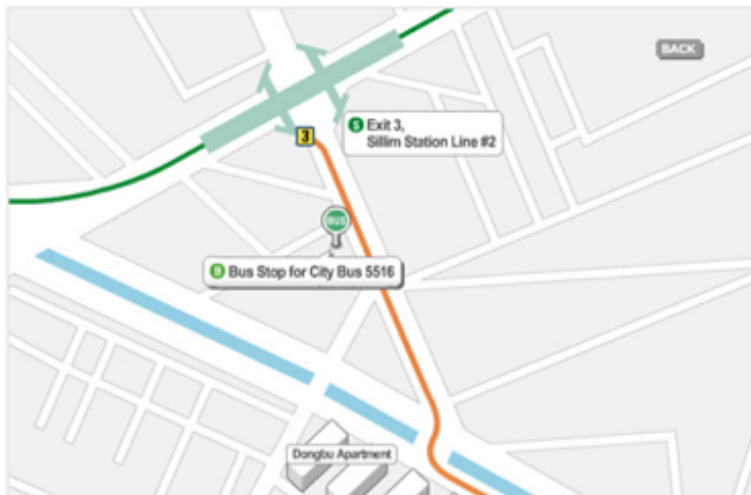 BACK
S Exit 3,
Sillim Station Line #2
3
BUS
B Bus Stop for City Bus 5516
Dongbu Apartment